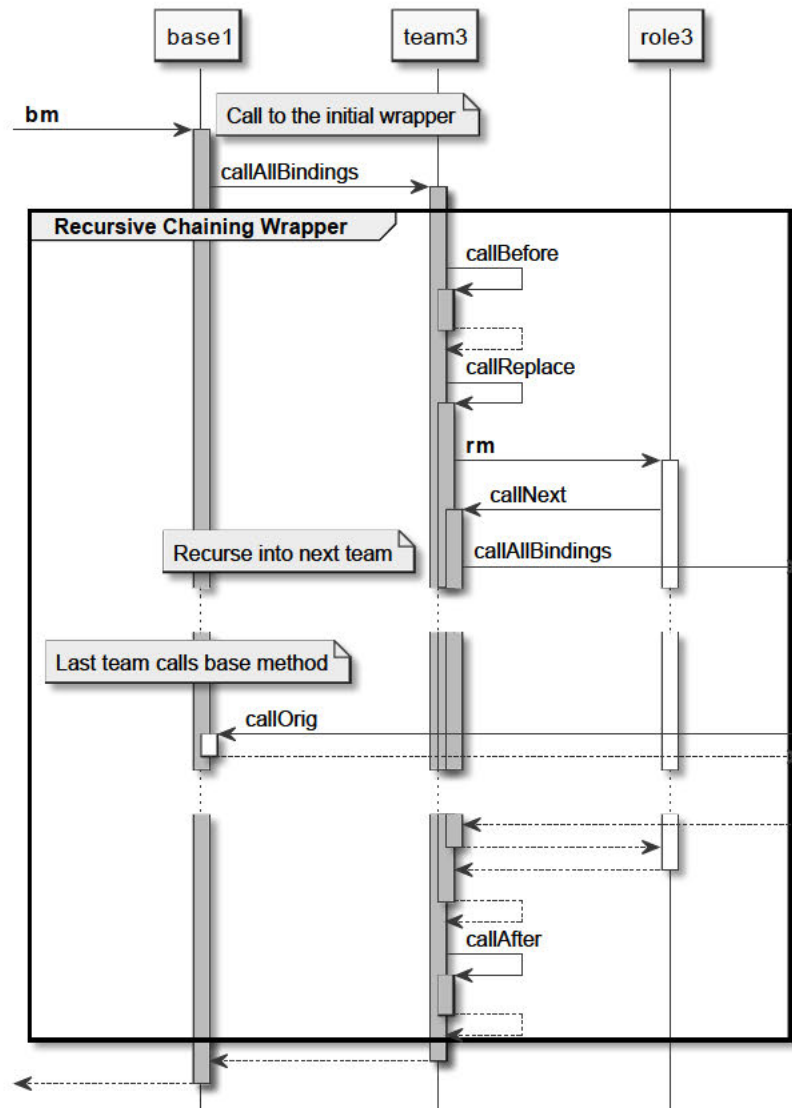 base1
team3
role3
bm
Call to the initial wrapper
callAllBindings
Recursive Chaining Wrapper
callBefore
callReplace
rm
callNext
Recurse into next team
callAllBindings
Last team calls base method
callOrig
callAfter